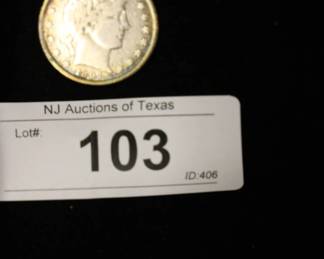 NJ Auctions of Texas
Lot#:
103
ID:406